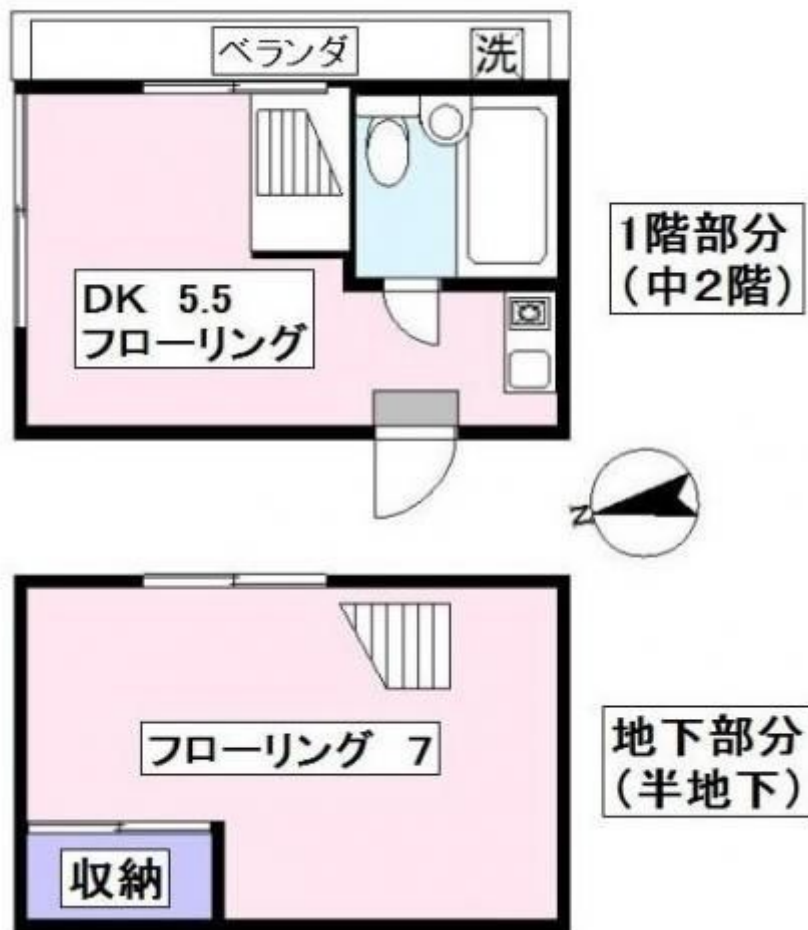 ベランダ
洗
1階部分
（中2階）
DK 5.5
フローリング
N
フローリング 7
地下部分
（半地下）
収納